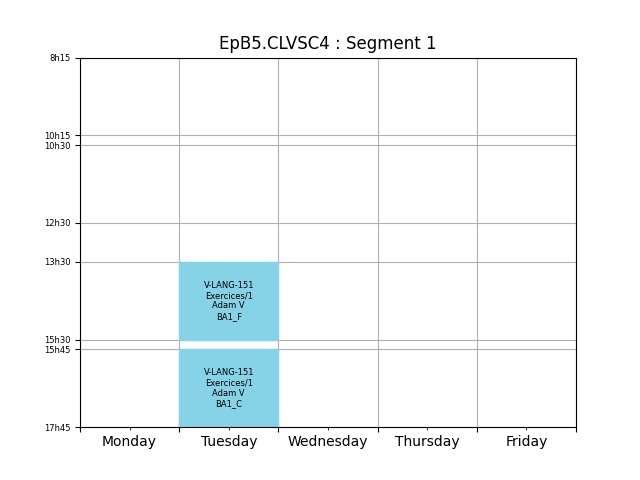 EpB5.CLVSC4 : Segment 1
8h15
10h15
10h30
12h30
13h30
V-LANG-151
Exercices/1
Adam V
BA1_F
15h30
15h45
V-LANG-151
Exercices/1
Adam V
BA1_C
17h45
Monday Tuesday Wednesday Thursday Friday